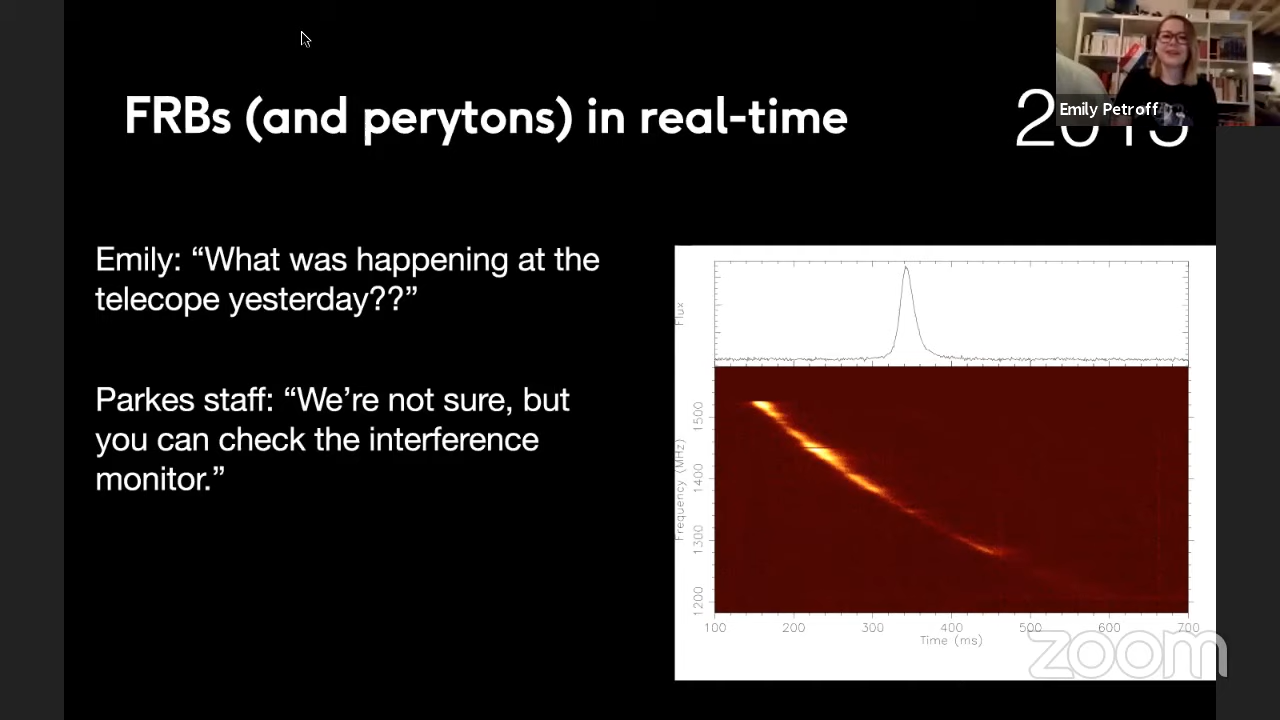 FRBs (and perytons) in real-time
2015
Emily Petroff
Emily: “What was happening at the
telecope yesterday??”
Parkes staff: “We’re not sure, but
you can check the interference
monitor.”
Flux
Frequency (MHz)
1500
1400
1300
1200
100 200 300 400 500 600 700
Time (ms)
zoom